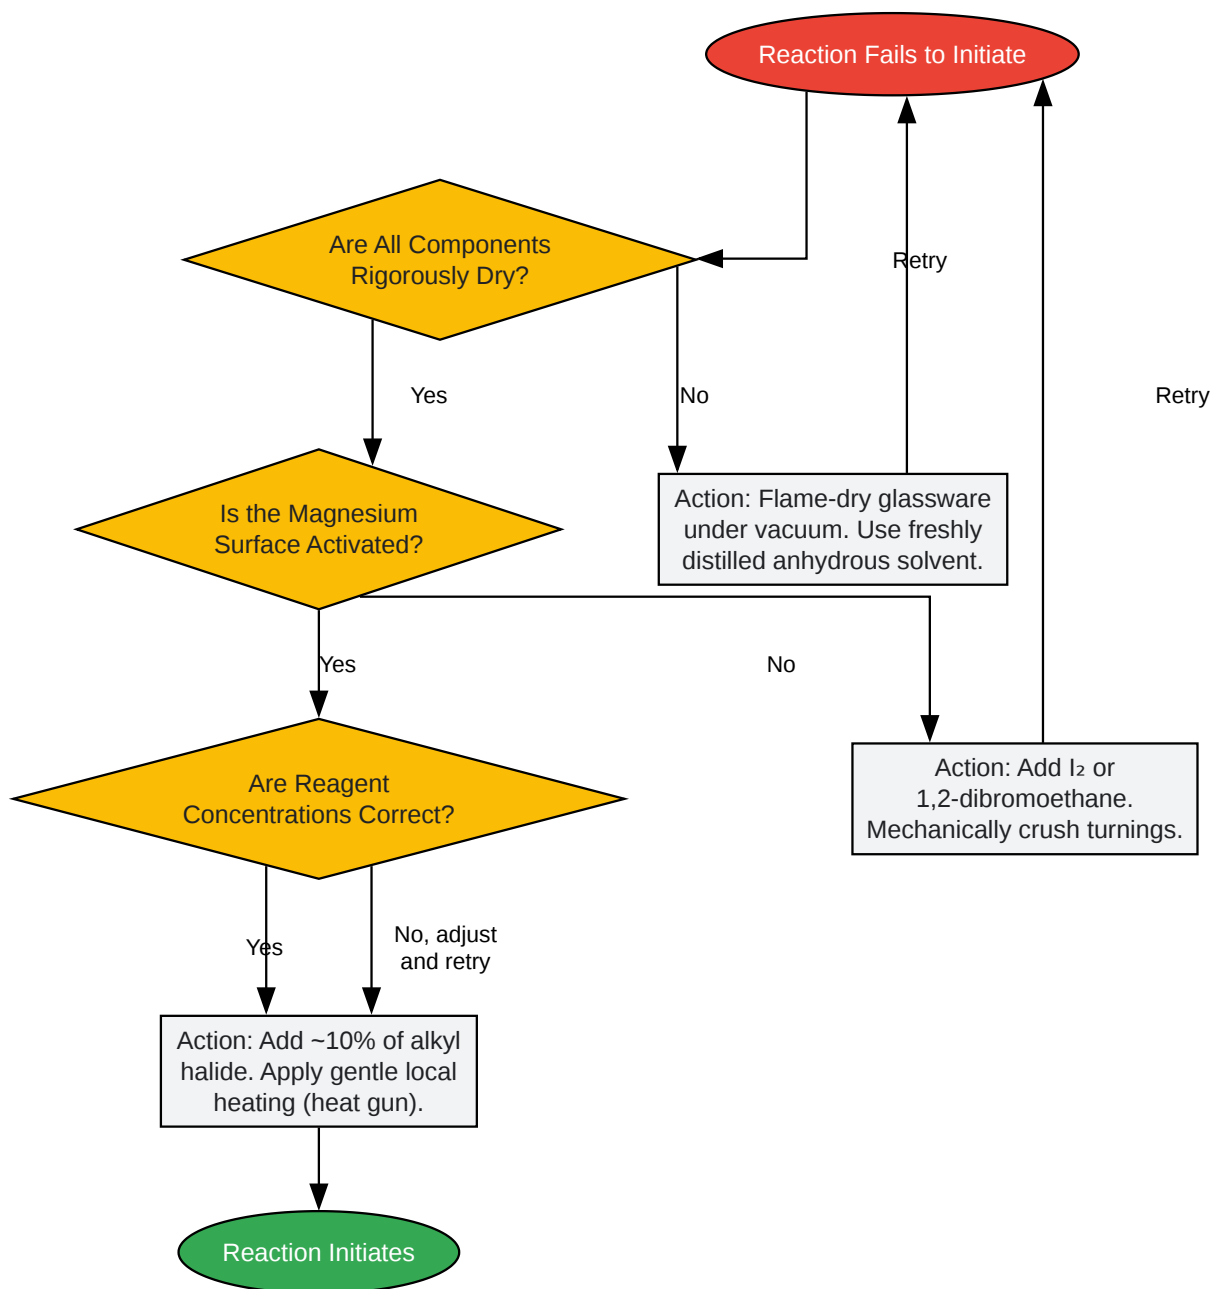 Reaction Fails to Initiate
Are All Components
Rigorously Dry?
Retry
Yes
No
Retry
Action: Flame-dry glassware
under vacuum. Use freshly
distilled anhydrous solvent.
Is the Magnesium
Surface Activated?
Yes
No
Action: Add I₂ or
1,2-dibromoethane.
Mechanically crush turnings.
Are Reagent
Concentrations Correct?
Yes
No, adjust
and retry
Action: Add ~10% of alkyl
halide. Apply gentle local
heating (heat gun).
Reaction Initiates